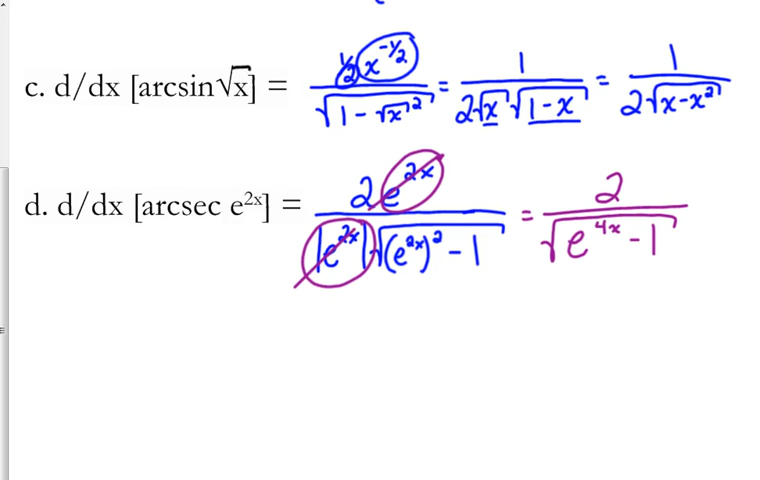 c. d/dx [arcsin√x] = (½x^(-½))/(√(1 - √x²)) = 1/(2√x √(1-x)) = 1/(2√(x-x²))
d. d/dx [arcsec e^(2x)] = (2e^(2x))/(|e^(2x)|√((e^(2x))² - 1)) = 2/(√(e^(4x) - 1))